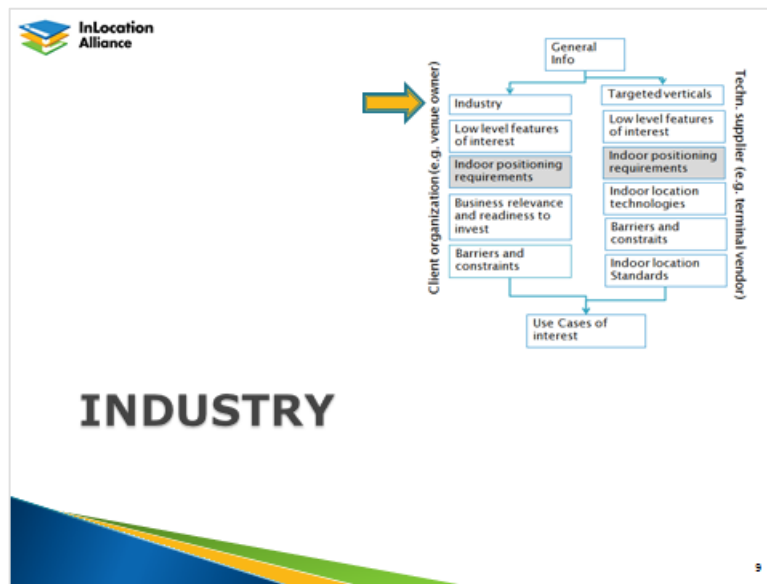 InLocation
Alliance
General
Info
Client organization(e.g. venue owner)
Industry
Low level features
of interest
Indoor positioning
requirements
Business relevance
and readiness to
invest
Barriers and
constraints
Targeted verticals
Low level features
of interest
Indoor positioning
requirements
Indoor location
technologies
Barriers and
constraits
Indoor location
Standards
Techn. supplier (e.g. terminal vendor)
Use Cases of
interest
INDUSTRY
9